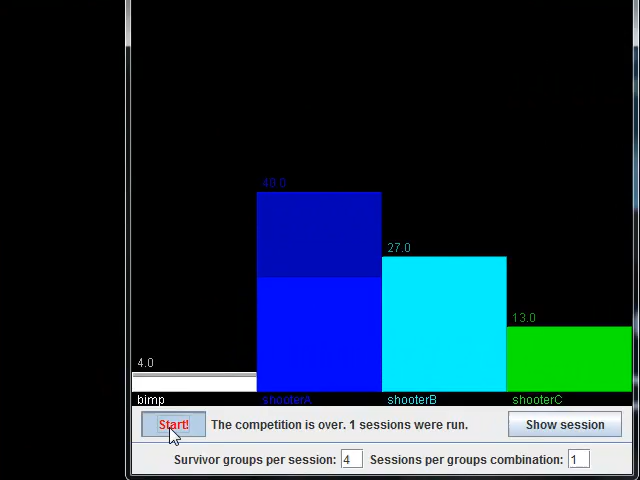 40.0
27.0
13.0
4.0
bimp shooterA shooterB shooterC
Start! The competition is over. 1 sessions were run. Show session
Survivor groups per session: 4 Sessions per groups combination: 1